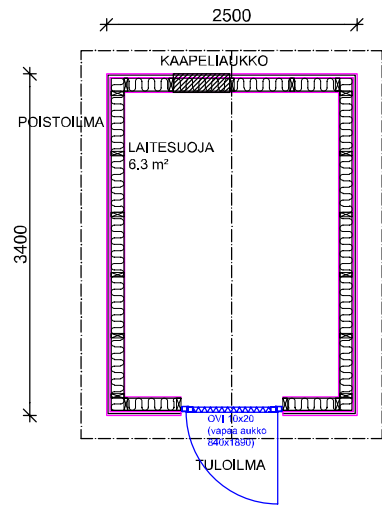 2500
KAAPELIAUKKO
POISTOILMA
LAITESUOJA
6.3 m²
3400
OVI 10x20
(vapaa aukko
840x1890)
TULOILMA